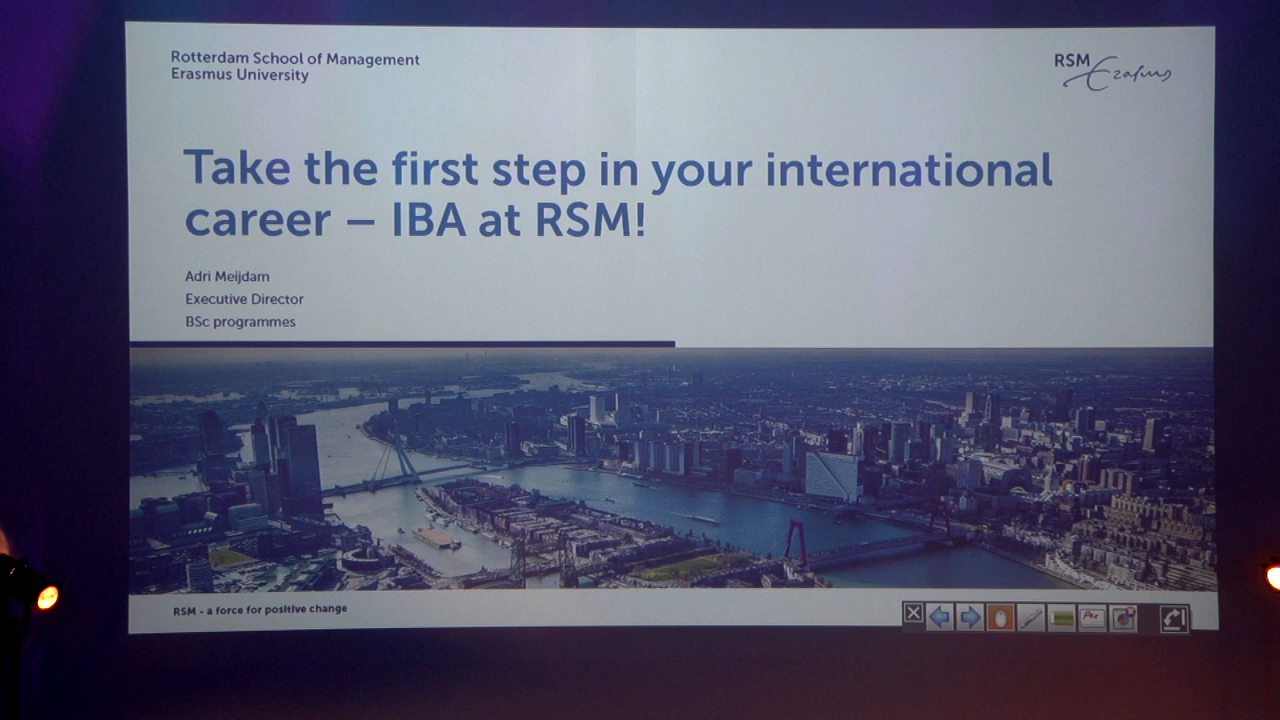 Rotterdam School of Management
Erasmus University
RSM
Erasmus
Take the first step in your international
career – IBA at RSM!
Adri Meijdam
Executive Director
BSc programmes
RSM - a force for positive change